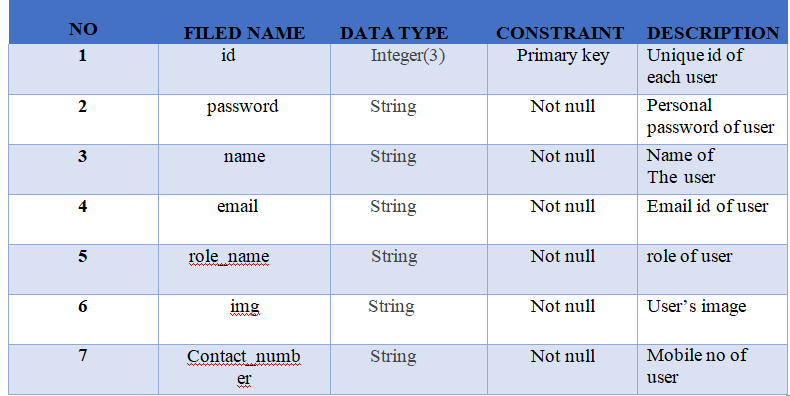 NO FILED NAME DATA TYPE CONSTRAINT DESCRIPTION
1 id Integer(3) Primary key Unique id of
each user
2 password String Not null Personal
password of user
3 name String Not null Name of
The user
4 email String Not null Email id of user
5 role_name String Not null role of user
6 img String Not null User's image
7 Contact_numb String Not null Mobile no of
er user